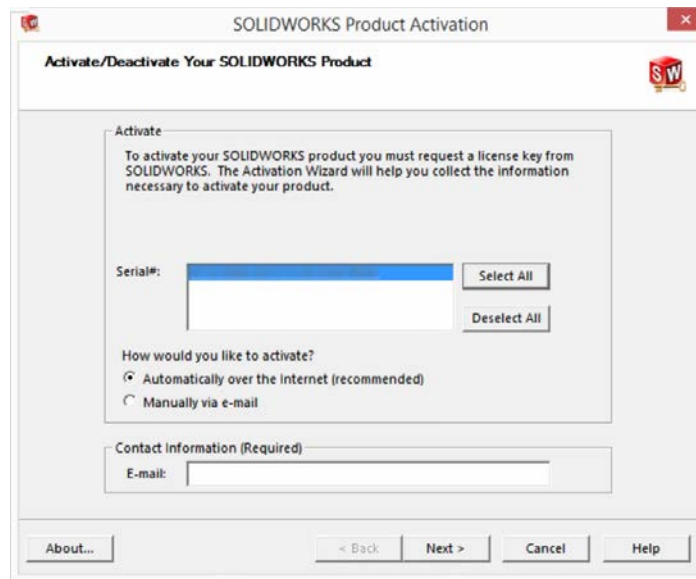 SOLIDWORKS Product Activation
Activate/Deactivate Your SOLIDWORKS Product
SW
Activate
To activate your SOLIDWORKS product you must request a license key from
SOLIDWORKS. The Activation Wizard will help you collect the information
necessary to activate your product.
Serial#:
Select All
Deselect All
How would you like to activate?
Automatically over the Internet (recommended)
Manually via e-mail
Contact Information (Required)
E-mail:
About... < Back Next > Cancel Help